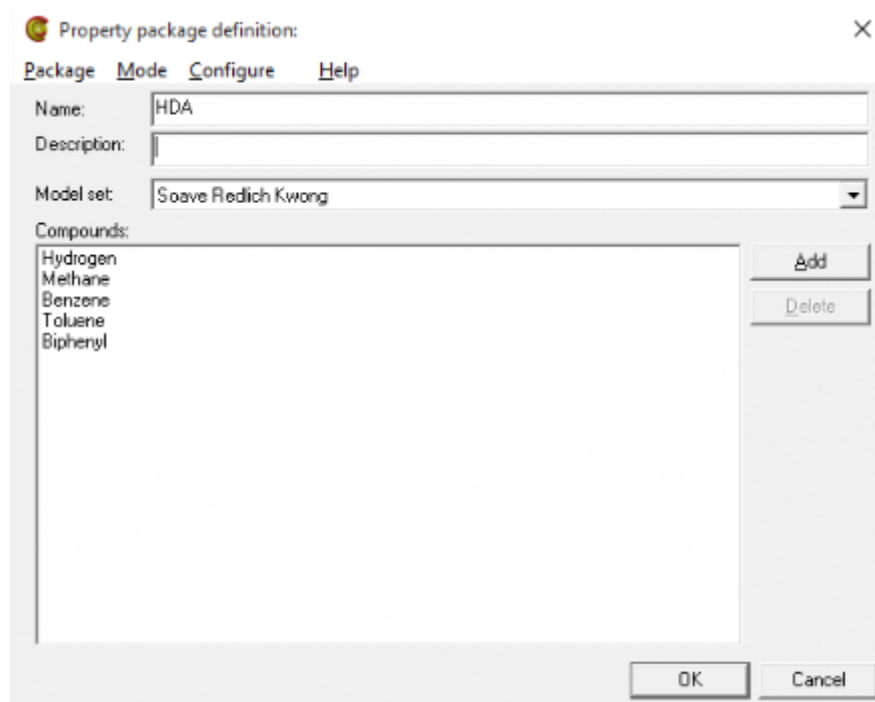 Property package definition:
Package Mode Configure Help
Name: HDA
Description:
Model set: Soave Redlich Kwong
Compounds:
Hydrogen
Methane
Benzene
Toluene
Biphenyl
Add
Delete
OK Cancel